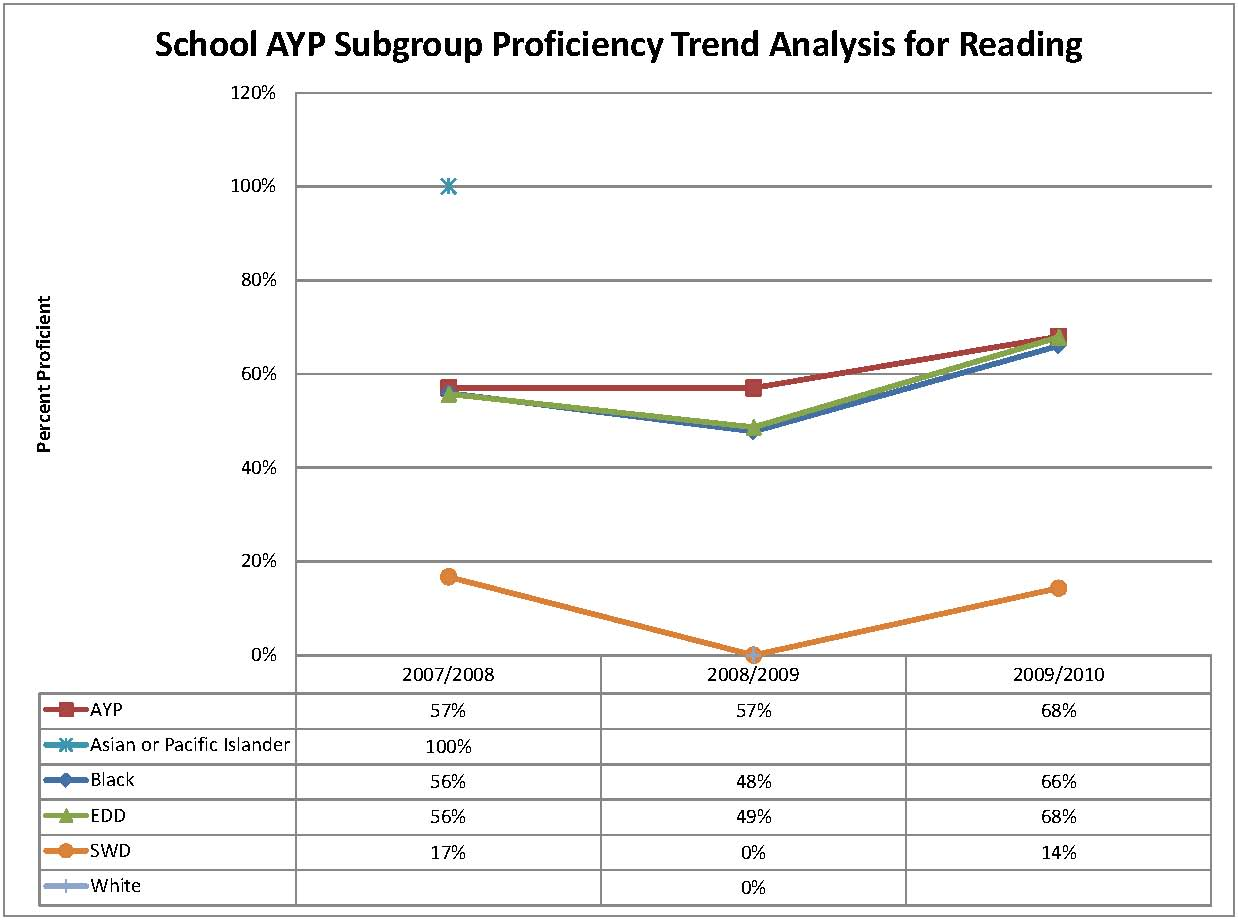 School AYP Subgroup Proficiency Trend Analysis for Reading
120%
100%
80%
60%
40%
20%
0%
Percent Proficient
2007/2008 2008/2009 2009/2010
AYP 57% 57% 68%
Asian or Pacific Islander 100%
Black 56% 48% 66%
EDD 56% 49% 68%
SWD 17% 0% 14%
White 0%